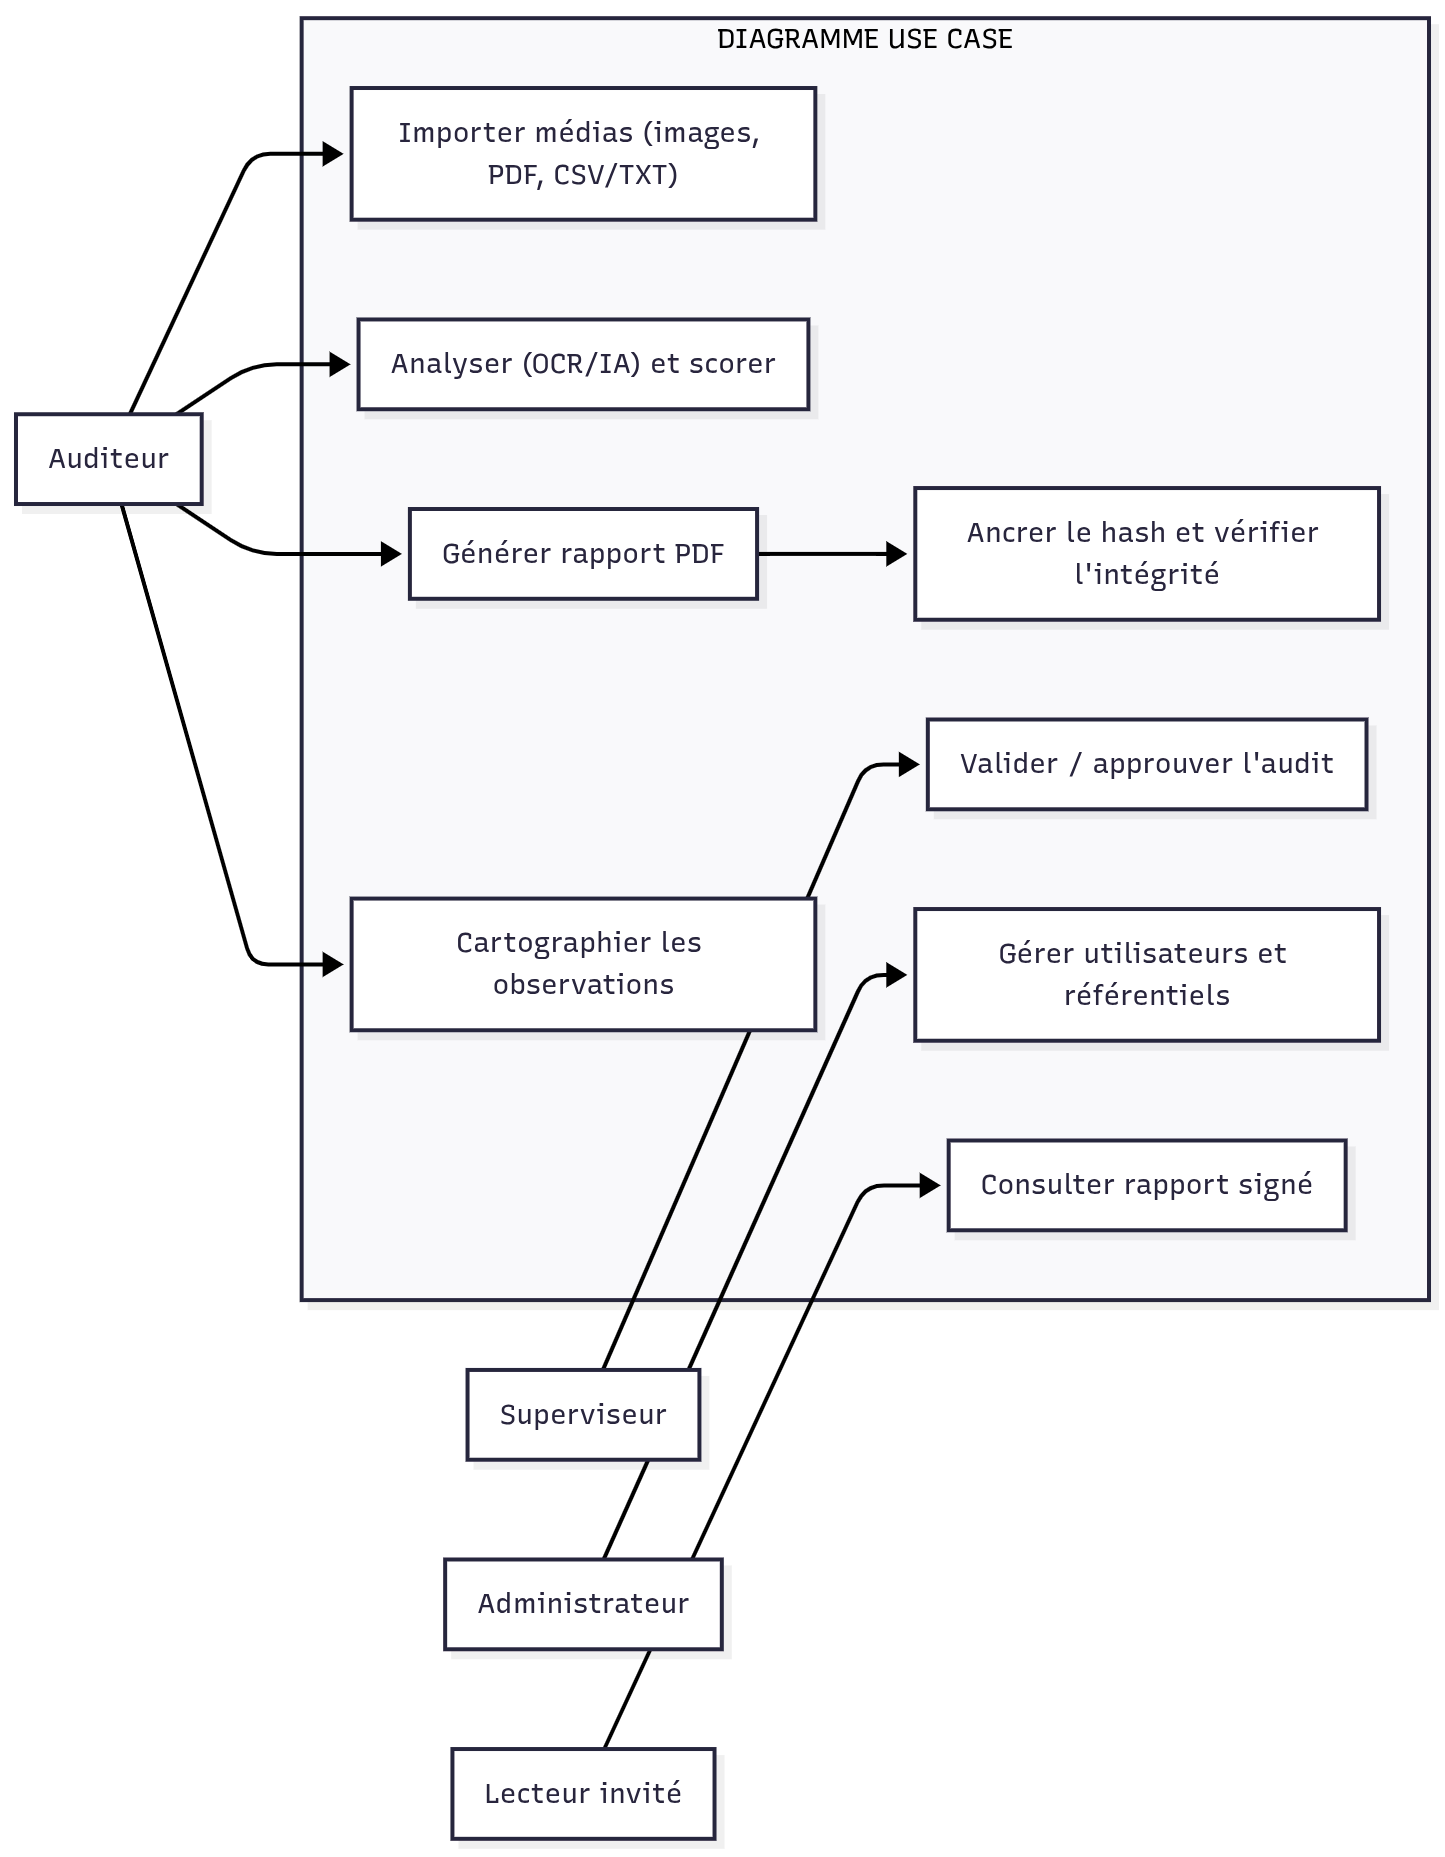 DIAGRAMME USE CASE
Importer médias (images,
PDF, CSV/TXT)
Analyser (OCR/IA) et scorer
Auditeur
Générer rapport PDF
Ancrer le hash et vérifier
l'intégrité
Valider / approuver l'audit
Cartographier les
observations
Gérer utilisateurs et
référentiels
Consulter rapport signé
Superviseur
Administrateur
Lecteur invité